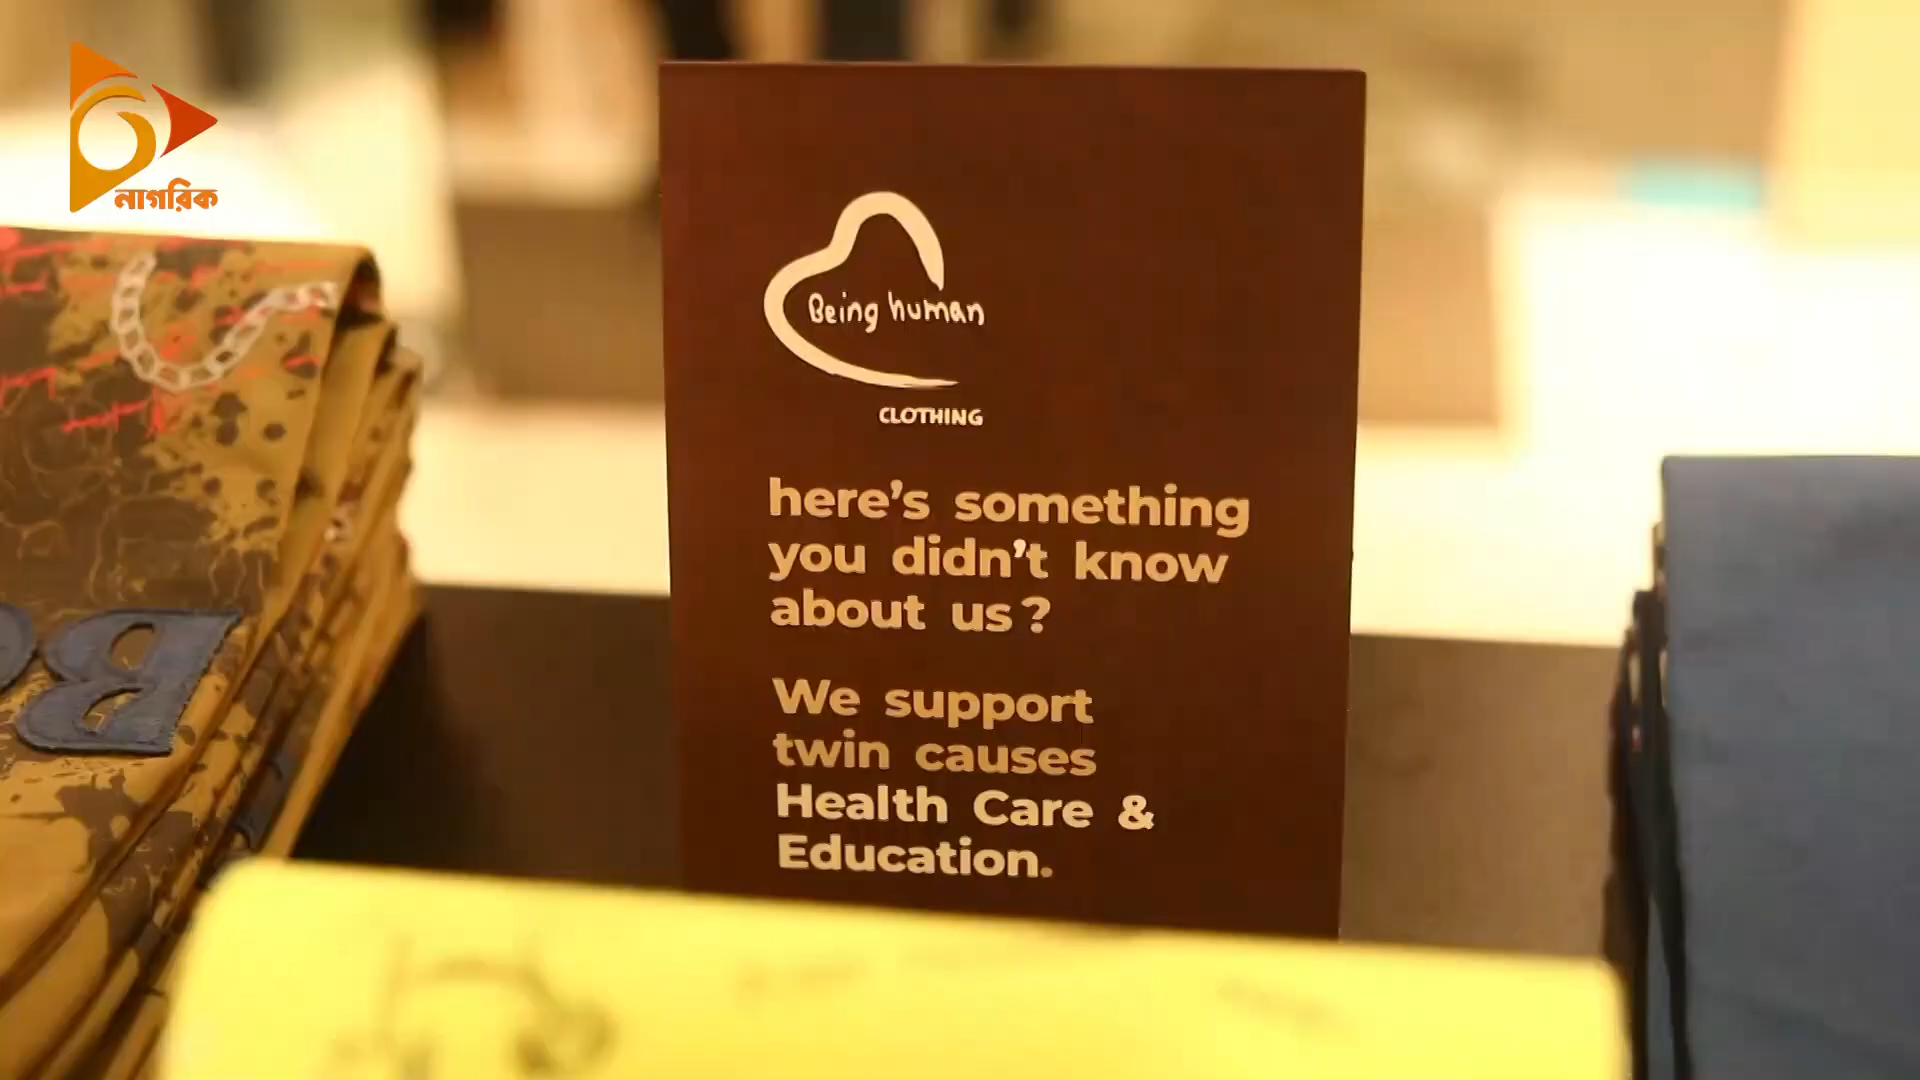 নাগরিক
Being human
CLOTHING
here's something
you didn't know
about us?
We support
twin causes
Health Care &
Education.